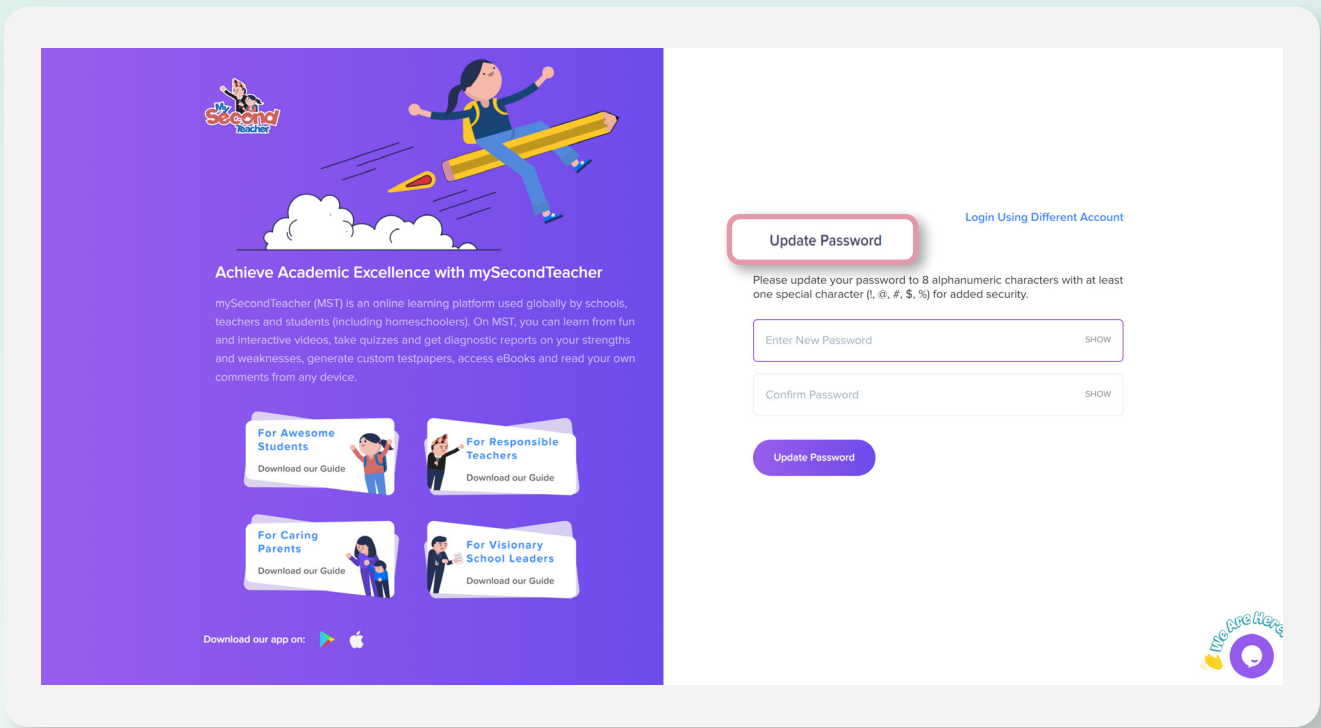 My
Second
Teacher
Achieve Academic Excellence with mySecondTeacher
mySecondTeacher (MST) is an online learning platform used globally by schools,
teachers and students (including homeschoolers). On MST, you can learn from fun
and interactive videos, take quizzes and get diagnostic reports on your strengths
and weaknesses, generate custom testpapers, access eBooks and read your own
comments from any device.
For Awesome
Students
Download our Guide
For Responsible
Teachers
Download our Guide
For Caring
Parents
Download our Guide
For Visionary
School Leaders
Download our Guide
Download our app on:
Login Using Different Account
Update Password
Please update your password to 8 alphanumeric characters with at least
one special character (!, @, #, $, %) for added security.
Enter New Password
SHOW
Confirm Password
SHOW
Update Password
We Are Here